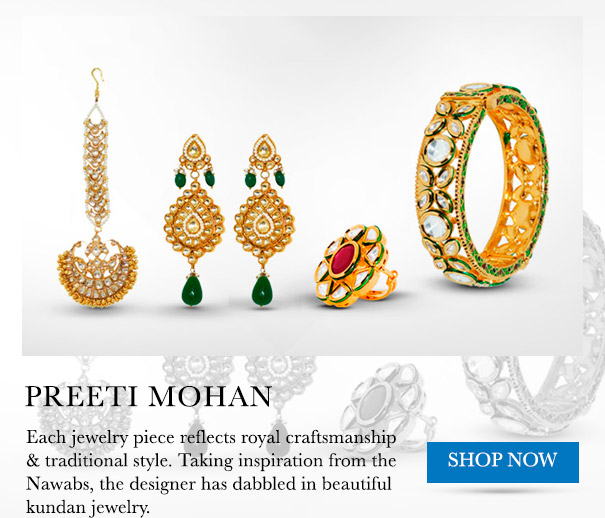 PREETI MOHAN
Each jewelry piece reflects royal craftsmanship
& traditional style. Taking inspiration from the
Nawabs, the designer has dabbled in beautiful
kundan jewelry.
SHOP NOW